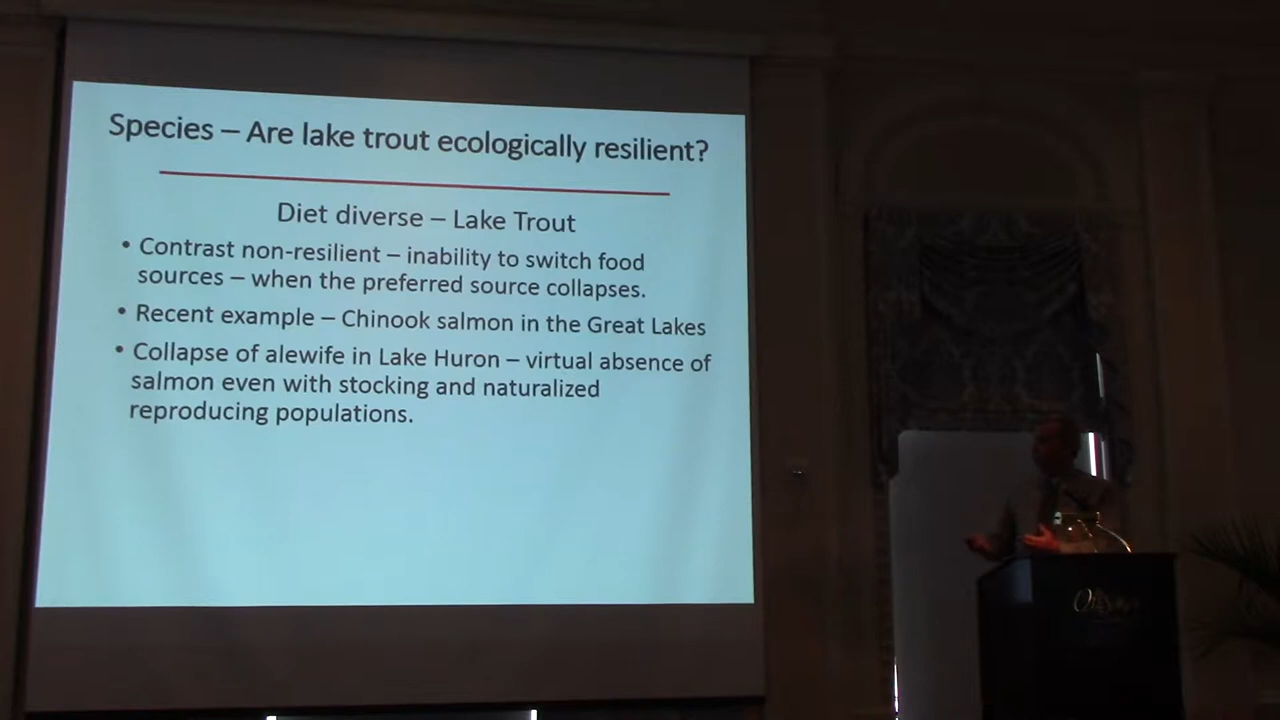 Species – Are lake trout ecologically resilient?
Diet diverse – Lake Trout
• Contrast non-resilient – inability to switch food
sources – when the preferred source collapses.
• Recent example – Chinook salmon in the Great Lakes
• Collapse of alewife in Lake Huron – virtual absence of
salmon even with stocking and naturalized
reproducing populations.